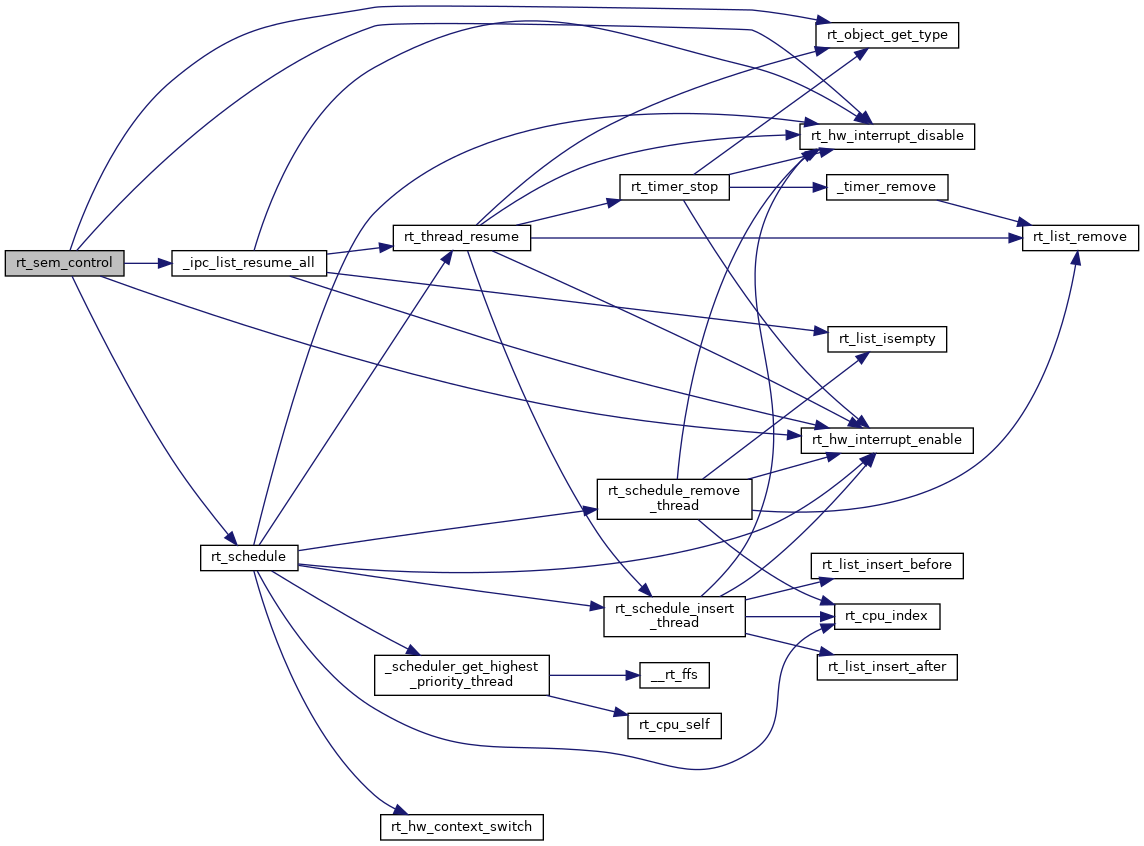 rt_object_get_type
rt_hw_interrupt_disable
rt_timer_stop
_timer_remove
rt_thread_resume
rt_list_remove
rt_sem_control
_ipc_list_resume_all
rt_list_isempty
rt_hw_interrupt_enable
rt_schedule_remove
_thread
rt_schedule
rt_list_insert_before
rt_schedule_insert
_thread
rt_cpu_index
_scheduler_get_highest
_priority_thread
__rt_ffs
rt_list_insert_after
rt_cpu_self
rt_hw_context_switch